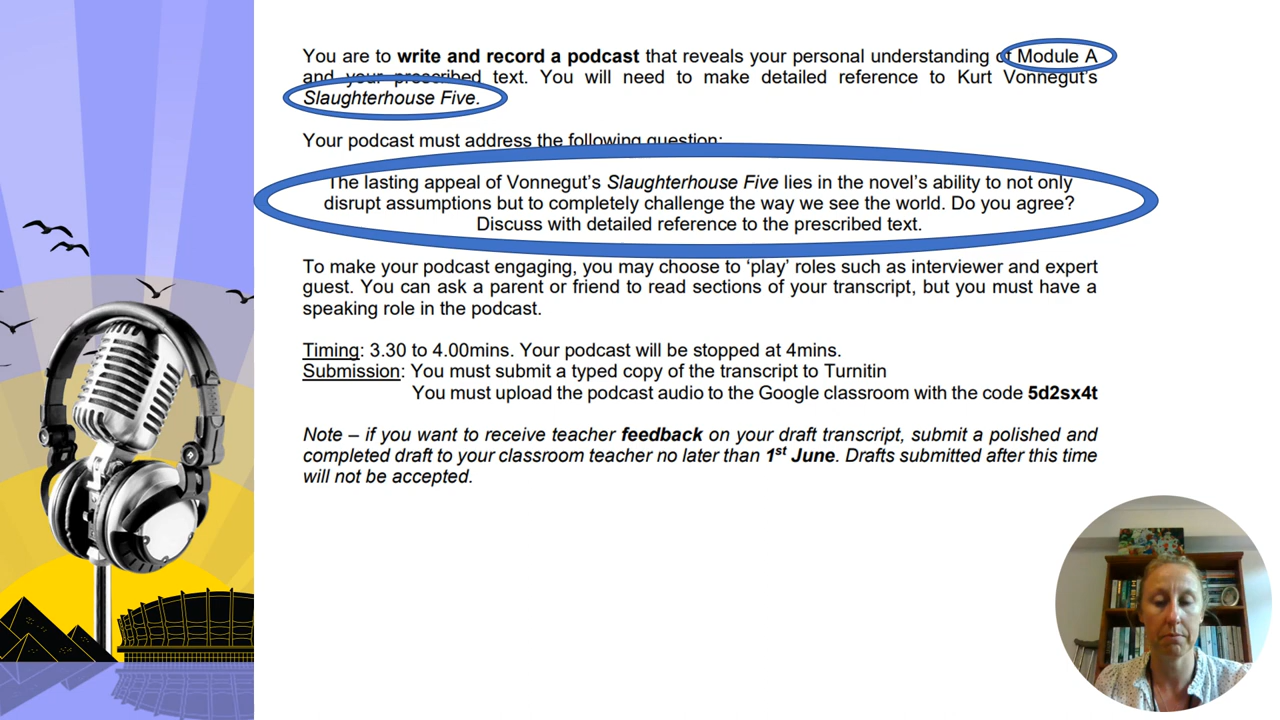 You are to write and record a podcast that reveals your personal understanding of Module A
and your prescribed text. You will need to make detailed reference to Kurt Vonnegut's
Slaughterhouse Five.
Your podcast must address the following question:
The lasting appeal of Vonnegut's Slaughterhouse Five lies in the novel's ability to not only
disrupt assumptions but to completely challenge the way we see the world. Do you agree?
Discuss with detailed reference to the prescribed text.
To make your podcast engaging, you may choose to 'play' roles such as interviewer and expert
guest. You can ask a parent or friend to read sections of your transcript, but you must have a
speaking role in the podcast.
Timing: 3.30 to 4.00mins. Your podcast will be stopped at 4mins.
Submission: You must submit a typed copy of the transcript to Turnitin
You must upload the podcast audio to the Google classroom with the code 5d2sx4t
Note – if you want to receive teacher feedback on your draft transcript, submit a polished and
completed draft to your classroom teacher no later than 1st June. Drafts submitted after this time
will not be accepted.